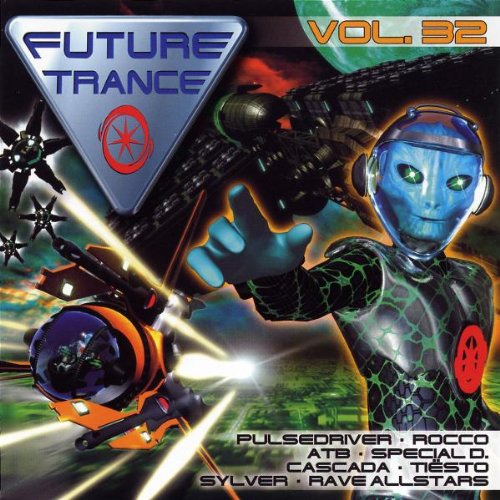 FUTURE
TRANCE
VOL. 32
PULSEDRIVER · ROCCO
ATB · SPECIAL D.
CASCADA · TIËSTO
SYLVER · RAVE ALLSTARS